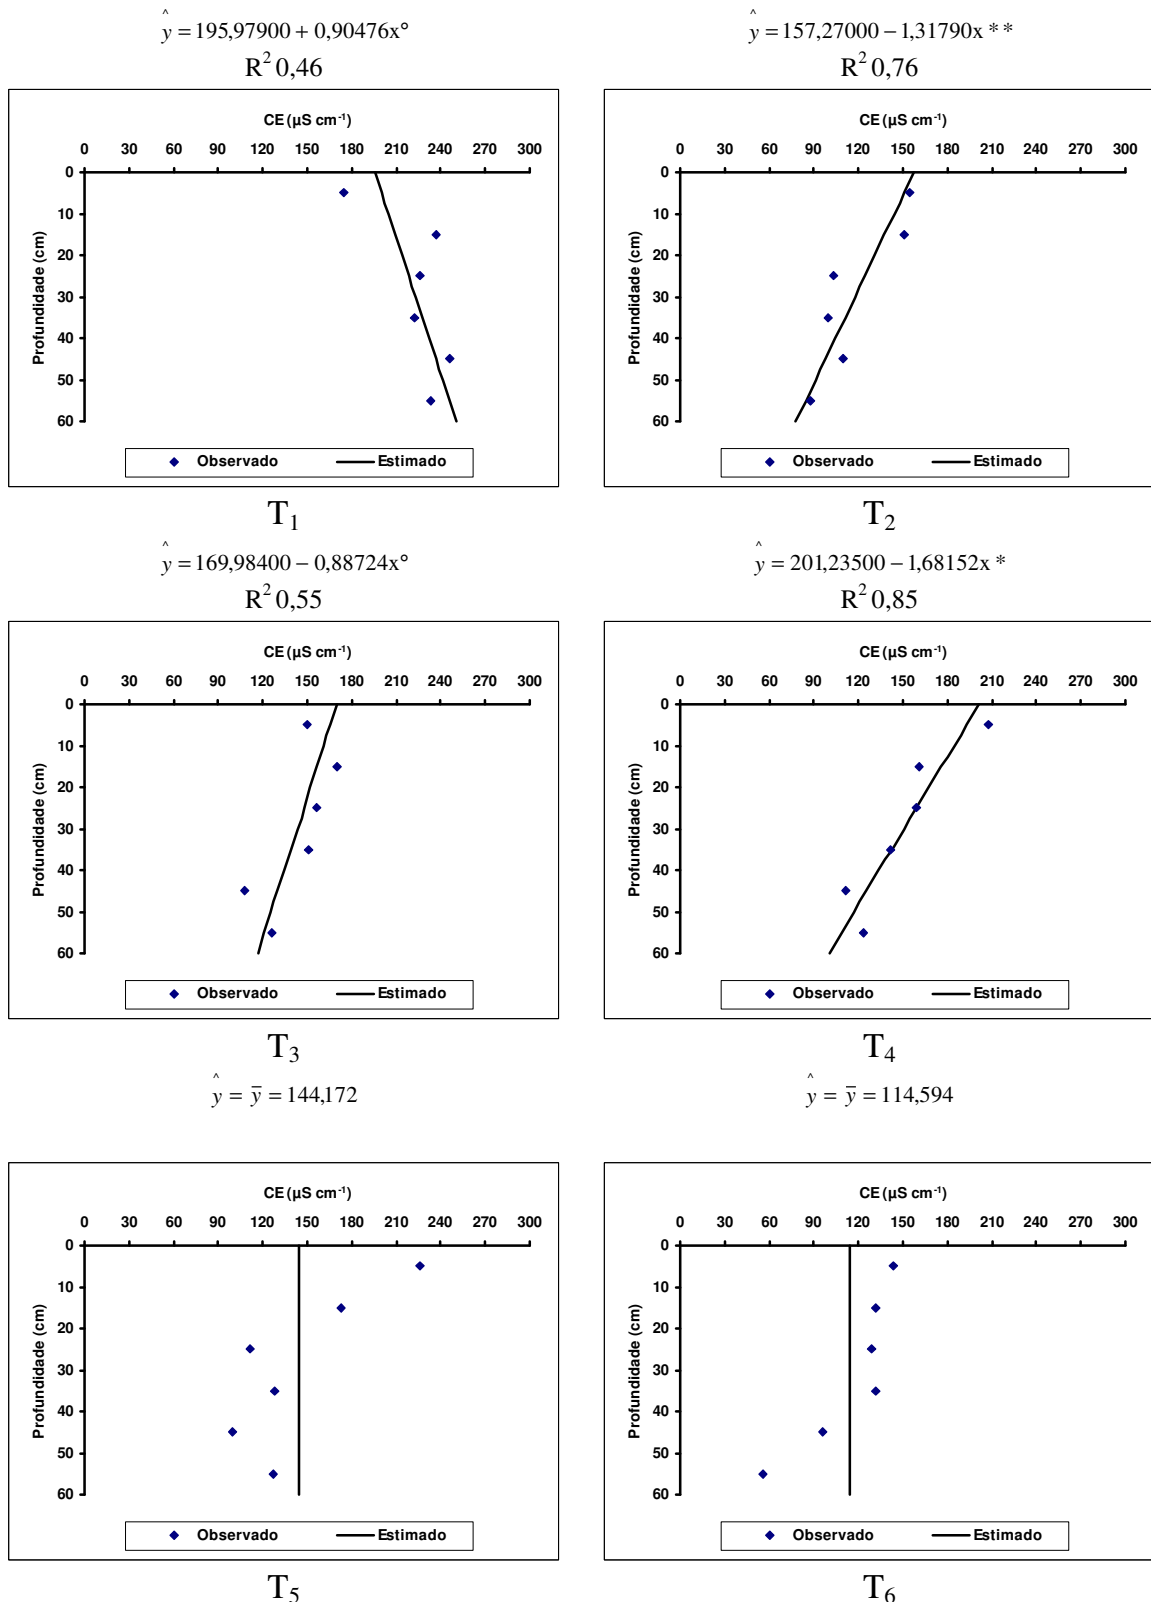 ŷ = 195,97900 + 0,90476x°
R² 0,46
CE (µS cm⁻¹)
0 30 60 90 120 150 180 210 240 270 300
Profundidade (cm)
0
10
20
30
40
50
60
Observado Estimado
T₁
ŷ = 157,27000 − 1,31790x **
R² 0,76
CE (µS cm⁻¹)
0 30 60 90 120 150 180 210 240 270 300
Profundidade (cm)
0
10
20
30
40
50
60
Observado Estimado
T₂
ŷ = 169,98400 − 0,88724x°
R² 0,55
CE (µS cm⁻¹)
0 30 60 90 120 150 180 210 240 270 300
Profundidade (cm)
0
10
20
30
40
50
60
Observado Estimado
T₃
ŷ = 201,23500 − 1,68152x *
R² 0,85
CE (µS cm⁻¹)
0 30 60 90 120 150 180 210 240 270 300
Profundidade (cm)
0
10
20
30
40
50
60
Observado Estimado
T₄
ŷ = ȳ = 144,172
CE (µS cm⁻¹)
0 30 60 90 120 150 180 210 240 270 300
Profundidade (cm)
0
10
20
30
40
50
60
Observado Estimado
T₅
ŷ = ȳ = 114,594
CE (µS cm⁻¹)
0 30 60 90 120 150 180 210 240 270 300
Profundidade (cm)
0
10
20
30
40
50
60
Observado Estimado
T₆